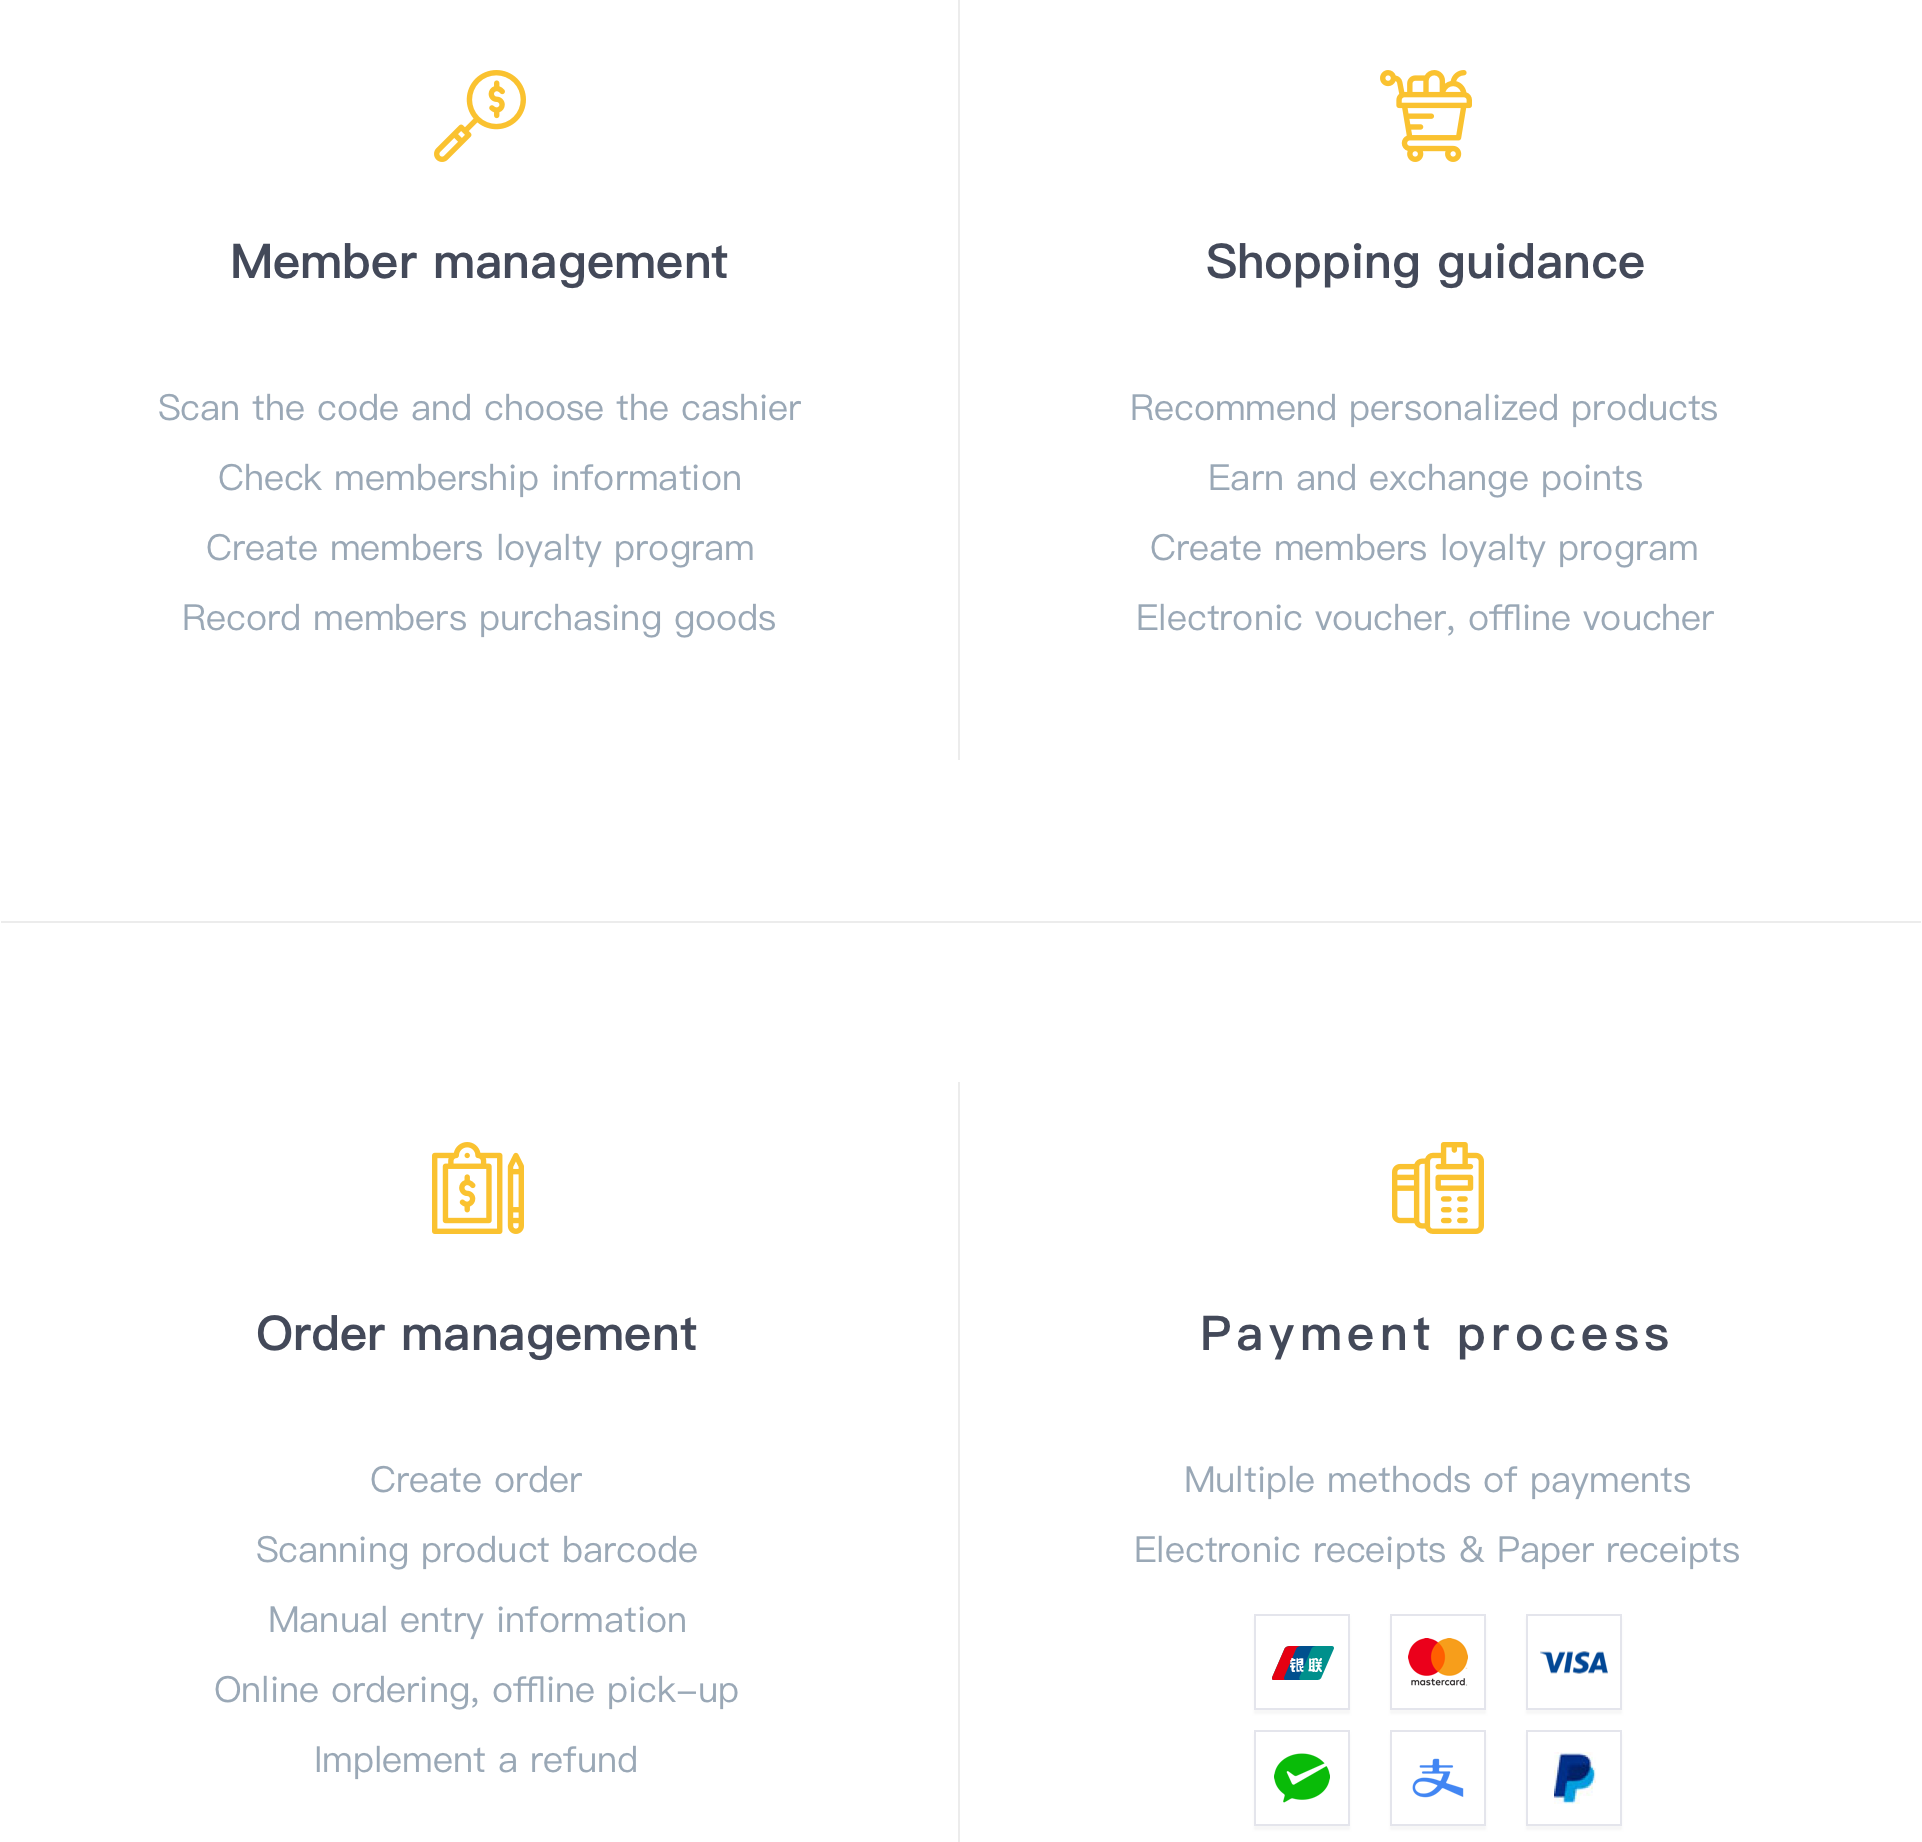 Member management
Scan the code and choose the cashier
Check membership information
Create members loyalty program
Record members purchasing goods
Shopping guidance
Recommend personalized products
Earn and exchange points
Create members loyalty program
Electronic voucher, offline voucher
Order management
Create order
Scanning product barcode
Manual entry information
Online ordering, offline pick-up
Implement a refund
Payment process
Multiple methods of payments
Electronic receipts & Paper receipts
银联
mastercard
VISA
支